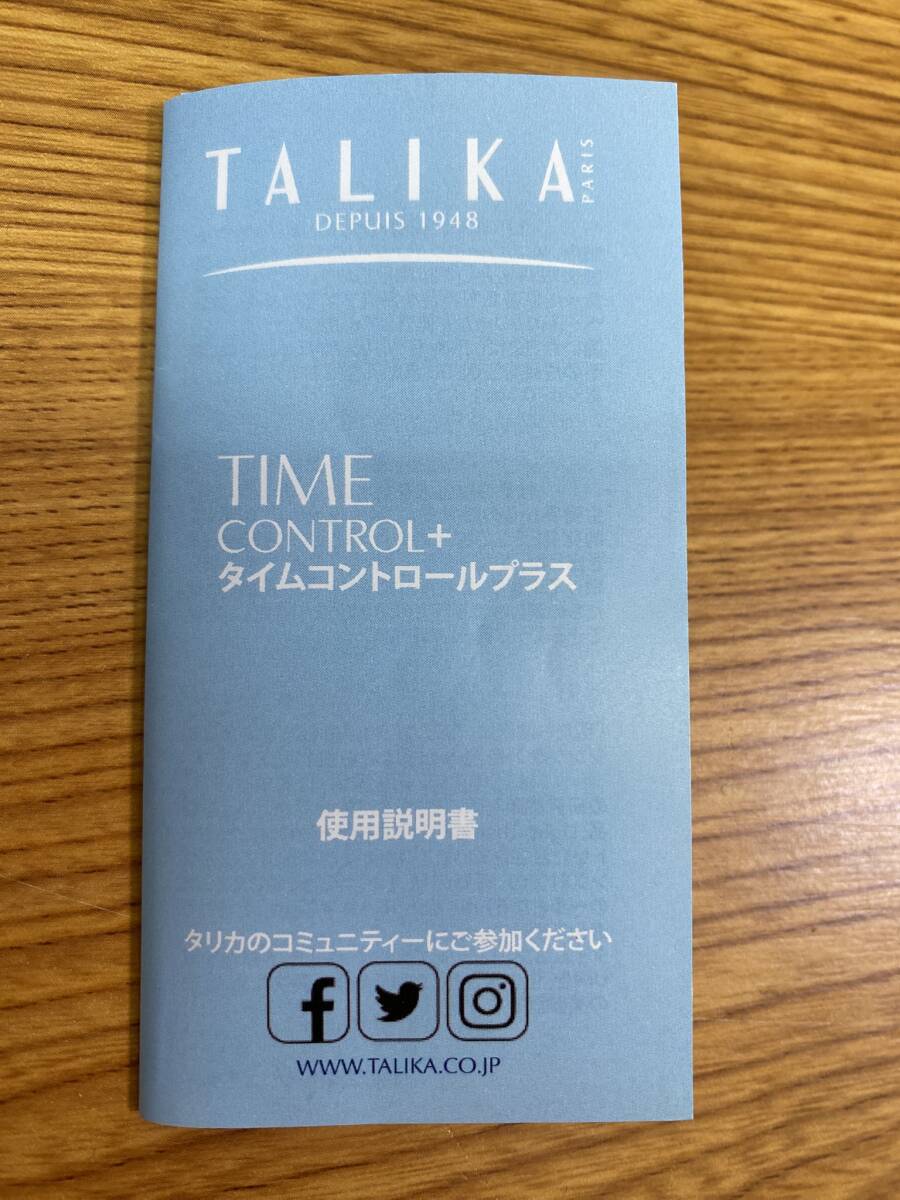 TALIKA PARIS
DEPUIS 1948
TIME
CONTROL+
タイムコントロールプラス
使用説明書
タリカのコミュニティーにご参加ください
WWW.TALIKA.CO.JP